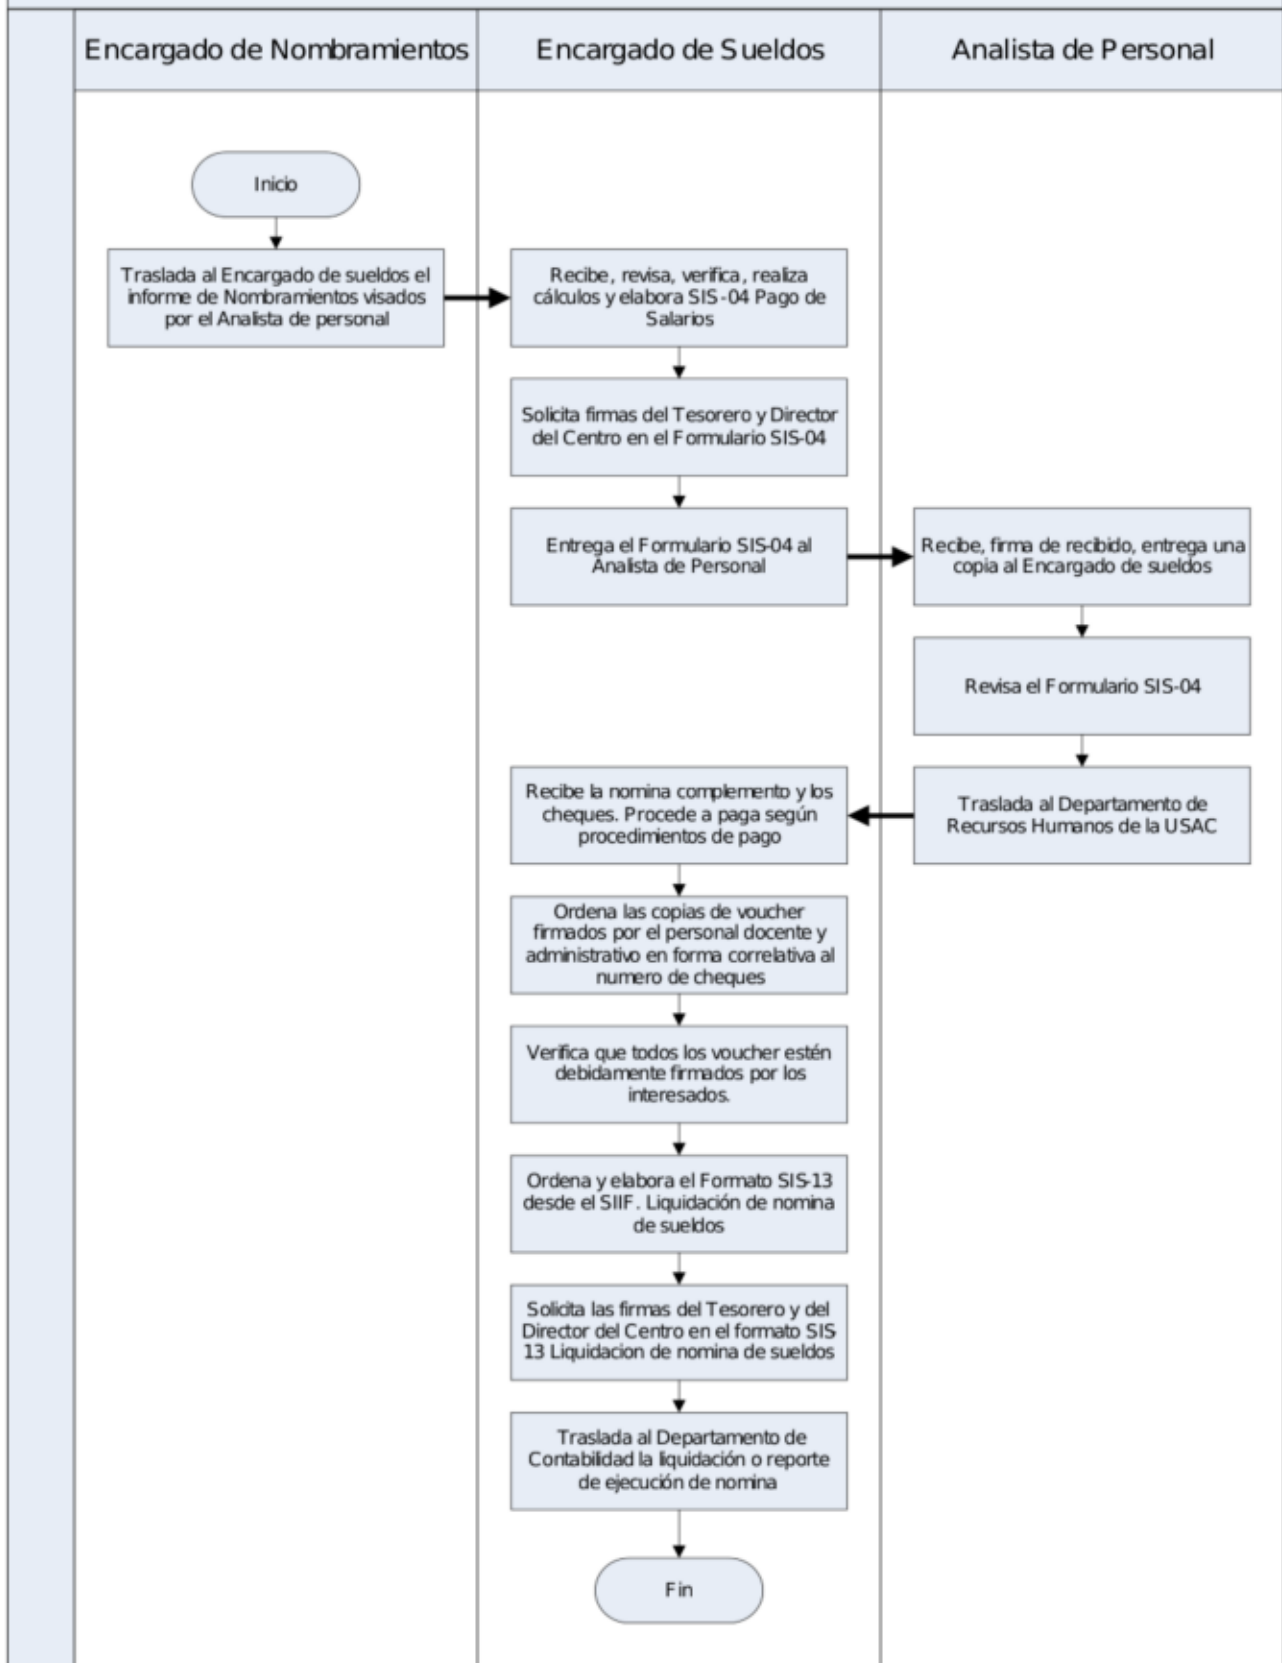 Encargado de Nombramientos
Encargado de Sueldos
Analista de Personal
Inicio
Traslada al Encargado de sueldos el
informe de Nombramientos visados
por el Analista de personal
Recibe, revisa, verifica, realiza
cálculos y elabora SIS-04 Pago de
Salarios
Solicita firmas del Tesorero y Director
del Centro en el Formulario SIS-04
Entrega el Formulario SIS-04 al
Analista de Personal
Recibe, firma de recibido, entrega una
copia al Encargado de sueldos
Revisa el Formulario SIS-04
Traslada al Departamento de
Recursos Humanos de la USAC
Recibe la nomina complemento y los
cheques. Procede a paga según
procedimientos de pago
Ordena las copias de voucher
firmados por el personal docente y
administrativo en forma correlativa al
numero de cheques
Verifica que todos los voucher estén
debidamente firmados por los
interesados.
Ordena y elabora el Formato SIS-13
desde el SIIF. Liquidación de nomina
de sueldos
Solicita las firmas del Tesorero y del
Director del Centro en el formato SIS-
13 Liquidacion de nomina de sueldos
Traslada al Departamento de
Contabilidad la liquidación o reporte
de ejecución de nomina
Fin